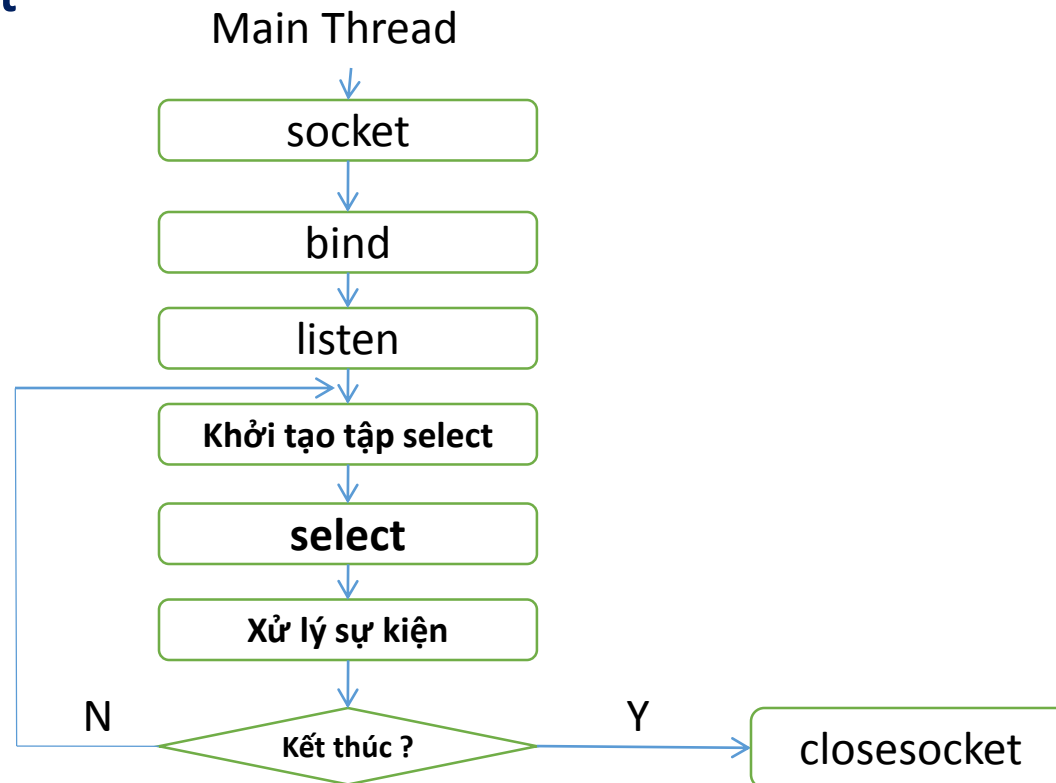 t
Main Thread
socket
bind
listen
Khởi tạo tập select
select
Xử lý sự kiện
N
Y
Kết thúc ?
closesocket